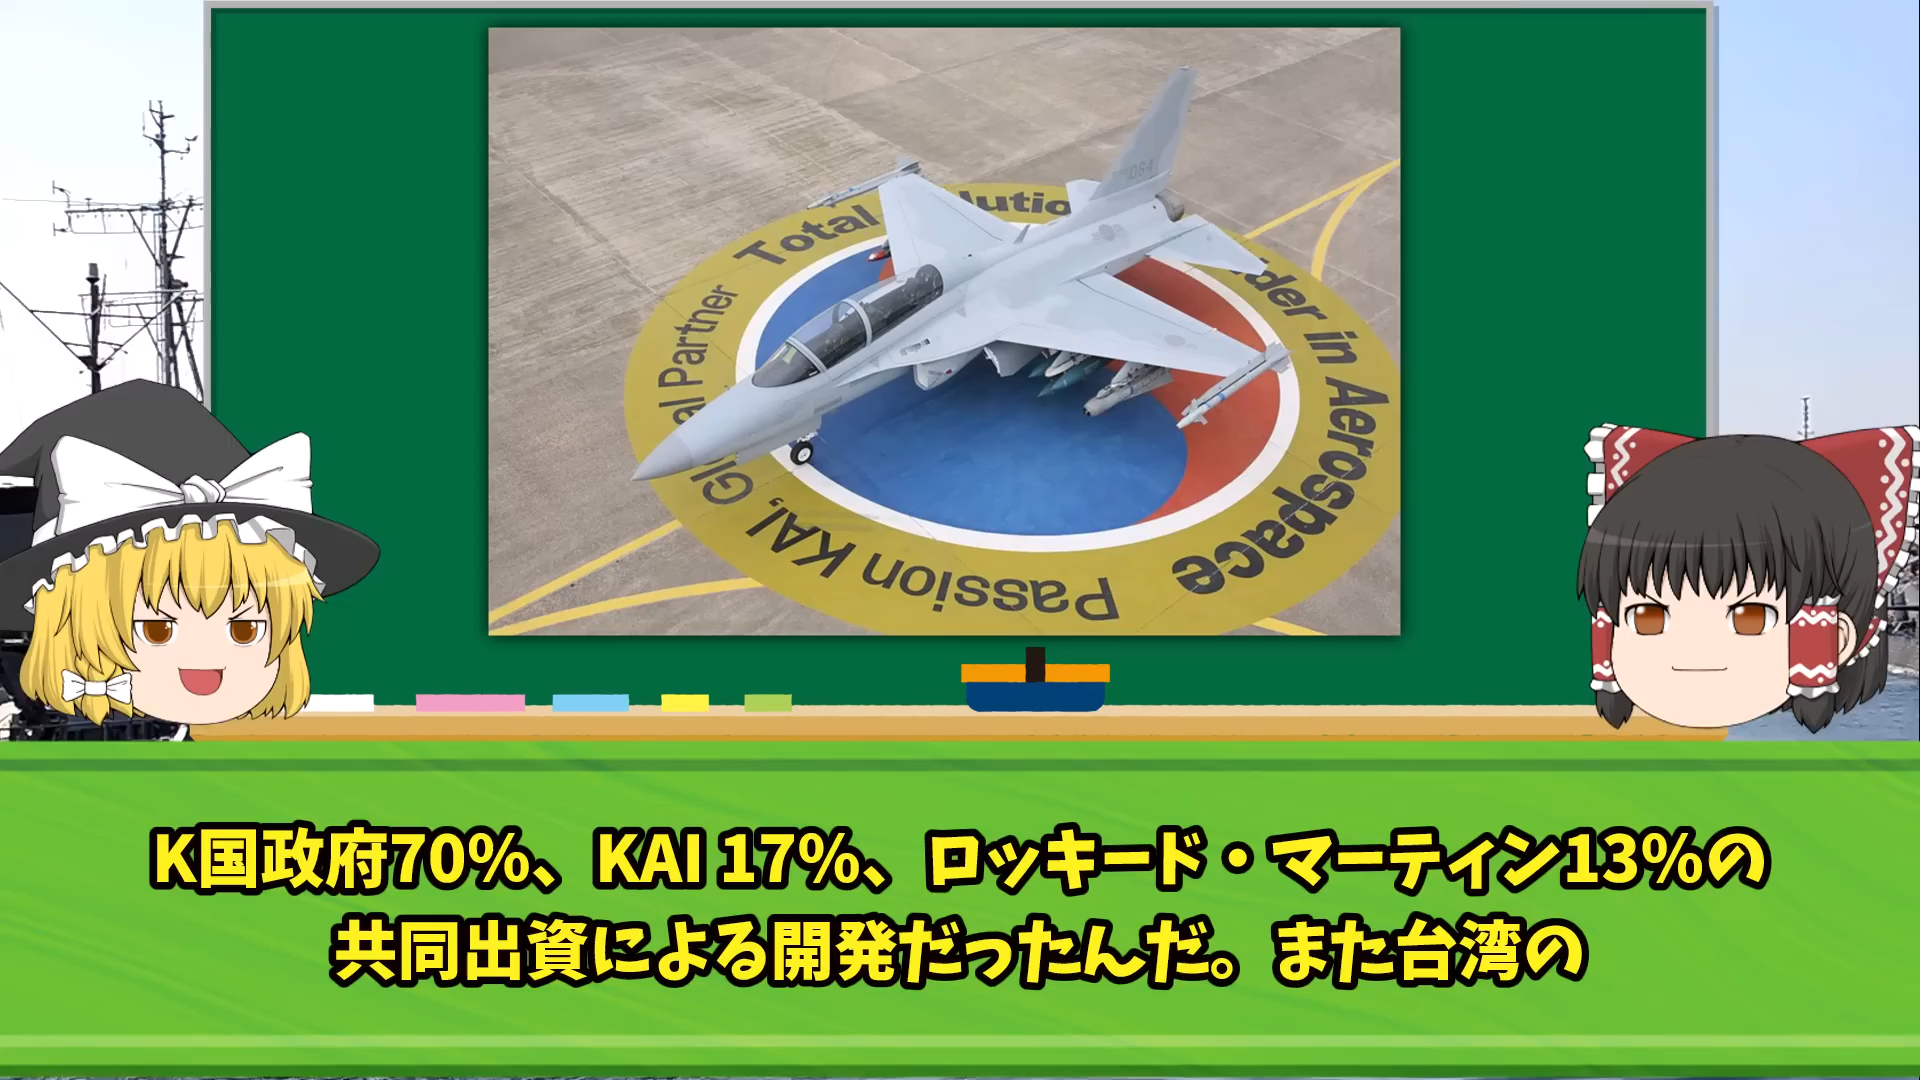 Total
lutio
der in Aerospace
al Partner
Passion KAI, Gl
064
K国政府70%、KAI 17%、ロッキード・マーティン13%の
共同出資による開発だったんだ。また台湾の